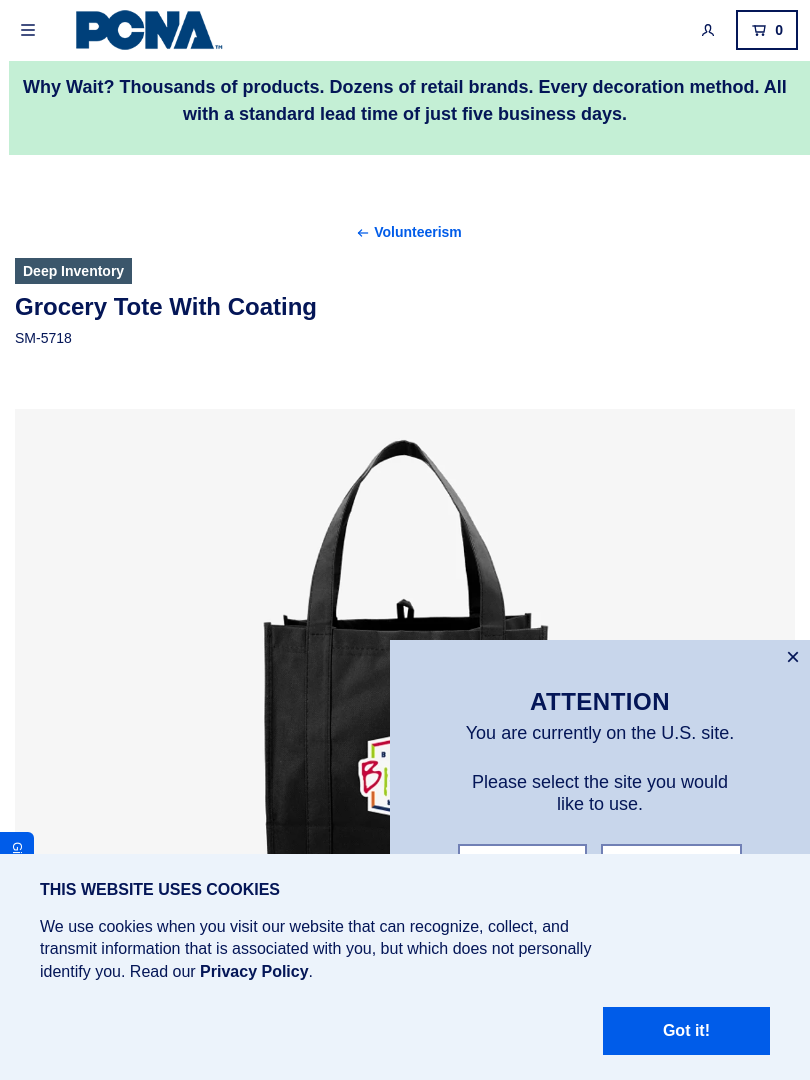 PCNA™
0
Why Wait? Thousands of products. Dozens of retail brands. Every decoration method. All
with a standard lead time of just five business days.
← Volunteerism
Deep Inventory
Grocery Tote With Coating
SM-5718
ATTENTION
You are currently on the U.S. site.
Please select the site you would
like to use.
THIS WEBSITE USES COOKIES
We use cookies when you visit our website that can recognize, collect, and
transmit information that is associated with you, but which does not personally
identify you. Read our Privacy Policy.
Got it!